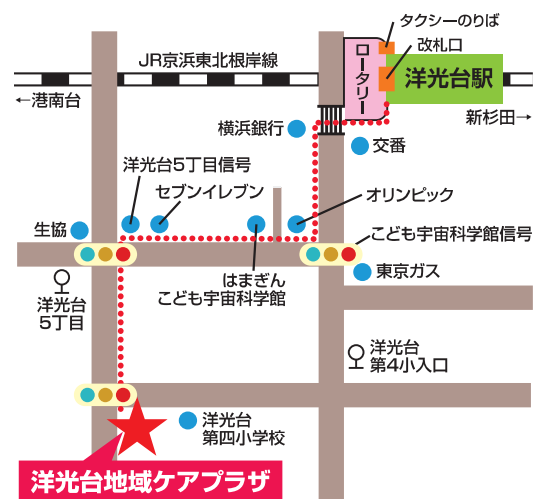 タクシーのりば
改札口
ロータリー
洋光台駅
JR京浜東北根岸線
←港南台
新杉田→
横浜銀行
交番
洋光台5丁目信号
セブンイレブン
オリンピック
生協
こども宇宙科学館信号
はまぎん
こども宇宙科学館
東京ガス
洋光台
5丁目
洋光台
第4小入口
洋光台
第四小学校
洋光台地域ケアプラザ